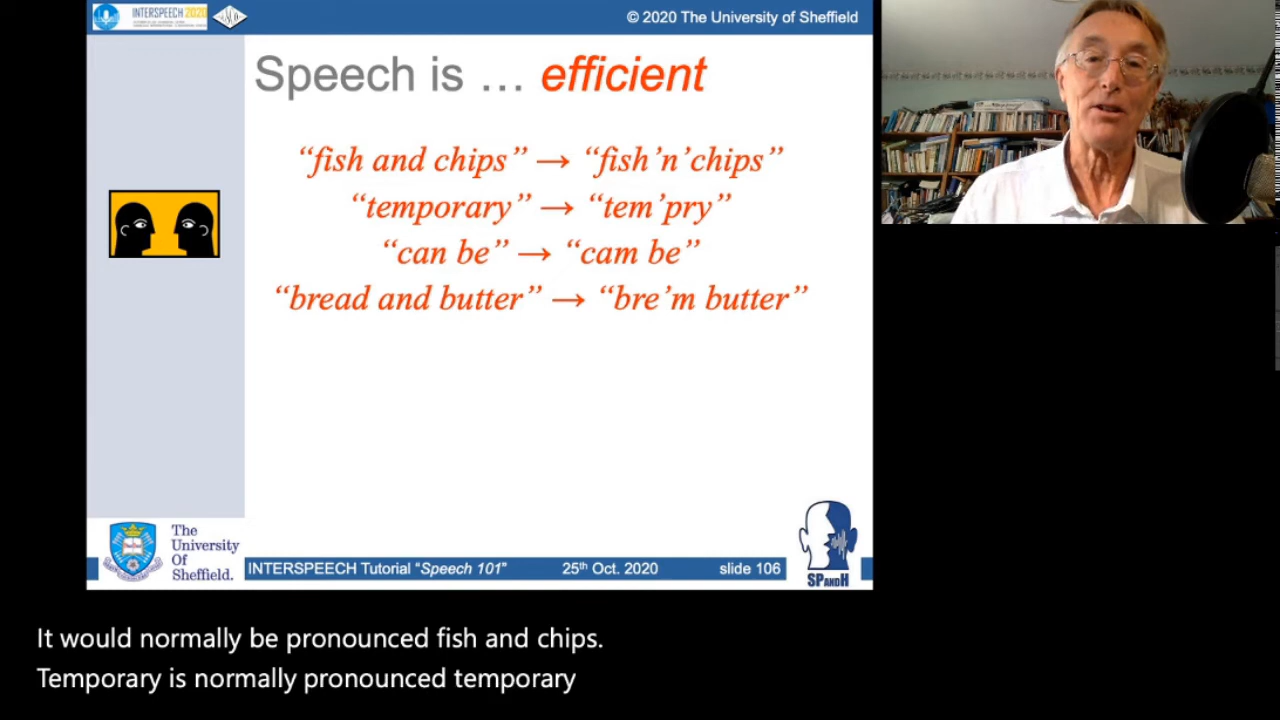 INTERSPEECH 2020
© 2020 The University of Sheffield
Speech is … efficient
“fish and chips” → “fish’n’chips”
“temporary” → “tem’pry”
“can be” → “cam be”
“bread and butter” → “bre’m butter”
The
University
Of
Sheffield.
INTERSPEECH Tutorial “Speech 101” 25th Oct. 2020 slide 106
SPANDH
It would normally be pronounced fish and chips.
Temporary is normally pronounced temporary